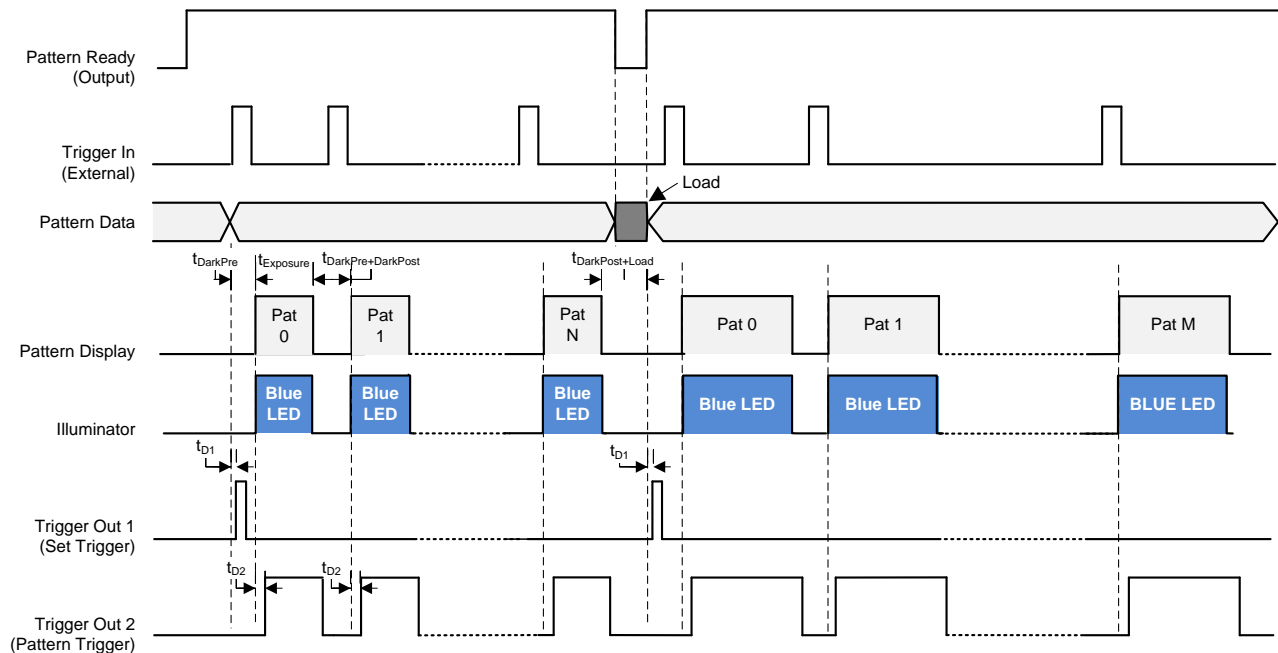 Pattern Ready
(Output)
Trigger In
(External)
Load
Pattern Data
tDarkPre
tExposure
tDarkPre+DarkPost
tDarkPost+Load
Pat
0
Pat
1
Pat
N
Pat 0
Pat 1
Pat M
Pattern Display
Blue
LED
Blue
LED
Blue
LED
Blue LED
Blue LED
BLUE LED
Illuminator
tD1
tD1
Trigger Out 1
(Set Trigger)
tD2
tD2
Trigger Out 2
(Pattern Trigger)